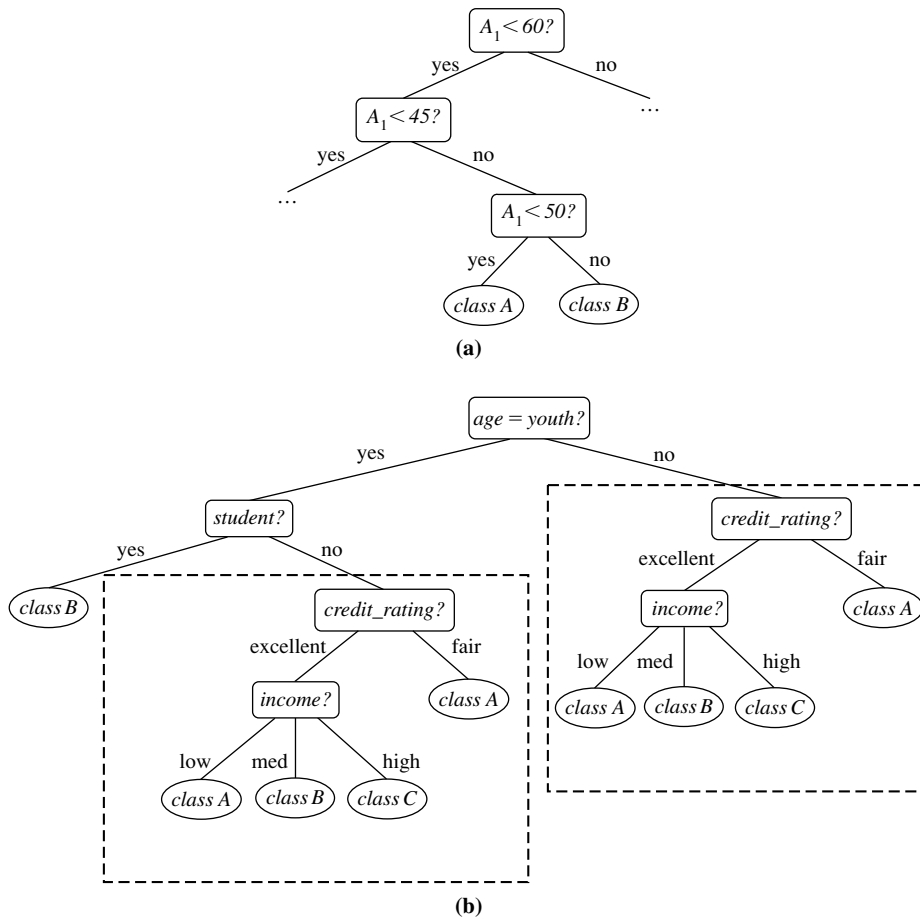 A1 < 60?
yes
no
A1 < 45?
...
yes
no
...
A1 < 50?
yes
no
class A
class B
(a)
age = youth?
yes
no
student?
credit_rating?
yes
no
excellent
fair
class B
credit_rating?
income?
class A
excellent
fair
low
med
high
income?
class A
class A
class B
class C
low
med
high
class A
class B
class C
(b)